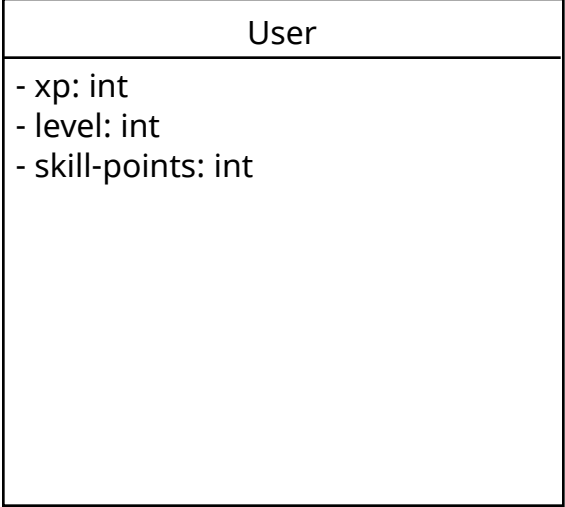 User
- xp: int
- level: int
- skill-points: int